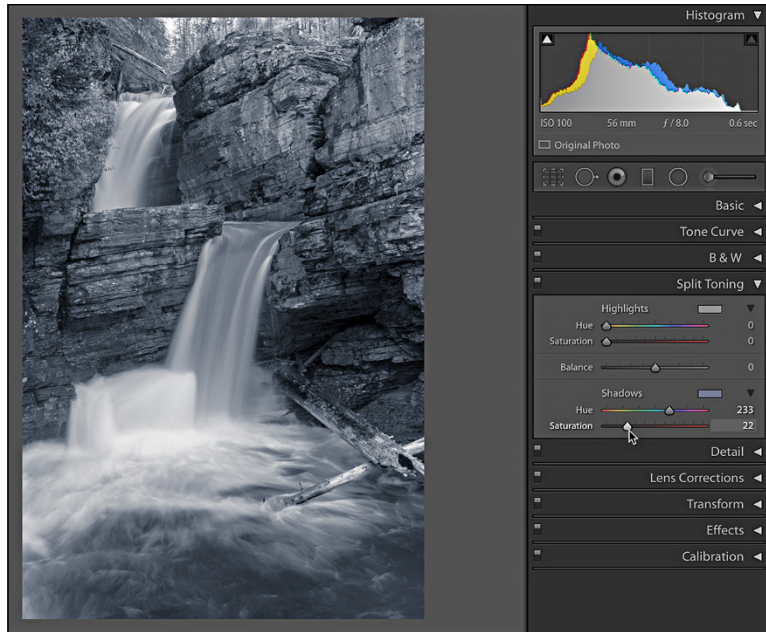 Histogram
ISO 100 56 mm f / 8.0 0.6 sec
Original Photo
Basic
Tone Curve
B & W
Split Toning
Highlights
Hue 0
Saturation 0
Balance 0
Shadows
Hue 233
Saturation 22
Detail
Lens Corrections
Transform
Effects
Calibration